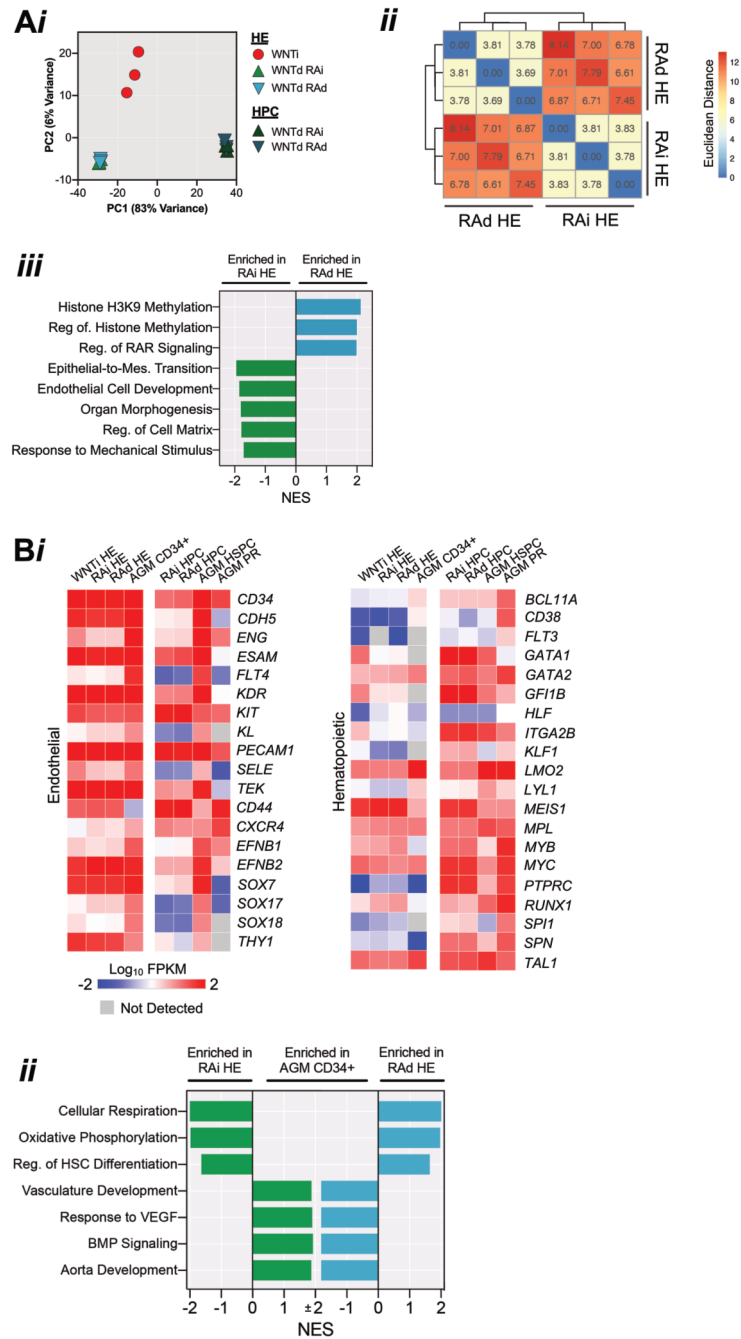 Ai
HE
WNTi
WNTd RAi
WNTd RAd
HPC
WNTd RAi
WNTd RAd
PC2 (6% Variance)
20
10
0
-10
-40 -20 0 20 40
PC1 (83% Variance)
ii
0.00 3.81 3.78 8.14 7.00 6.78
3.81 0.00 3.69 7.01 7.79 6.61
3.78 3.69 0.00 6.87 6.71 7.45
8.14 7.01 6.87 0.00 3.81 3.83
7.00 7.79 6.71 3.81 0.00 3.78
6.78 6.61 7.45 3.83 3.78 0.00
RAd HE
RAi HE
RAd HE RAi HE
Euclidean Distance
12
10
8
6
4
2
0
iii
Enriched in
RAi HE
Enriched in
RAd HE
Histone H3K9 Methylation
Reg of. Histone Methylation
Reg. of RAR Signaling
Epithelial-to-Mes. Transition
Endothelial Cell Development
Organ Morphogenesis
Reg. of Cell Matrix
Response to Mechanical Stimulus
-2 -1 0 1 2
NES
Bi
WNTi HE
RAi HE
RAd HE
AGM CD34+
RAi HPC
RAd HPC
AGM HSPC
AGM PR
Endothelial
CD34
CDH5
ENG
ESAM
FLT4
KDR
KIT
KL
PECAM1
SELE
TEK
CD44
CXCR4
EFNB1
EFNB2
SOX7
SOX17
SOX18
THY1
Log10 FPKM
-2 2
Not Detected
WNTi HE
RAi HE
RAd HE
AGM CD34+
RAi HPC
RAd HPC
AGM HSPC
AGM PR
Hematopoietic
BCL11A
CD38
FLT3
GATA1
GATA2
GFI1B
HLF
ITGA2B
KLF1
LMO2
LYL1
MEIS1
MPL
MYB
MYC
PTPRC
RUNX1
SPI1
SPN
TAL1
ii
Enriched in
RAi HE
Enriched in
AGM CD34+
Enriched in
RAd HE
Cellular Respiration
Oxidative Phosphorylation
Reg. of HSC Differentiation
Vasculature Development
Response to VEGF
BMP Signaling
Aorta Development
-2 -1 0 1 ±2 -1 0 1 2
NES